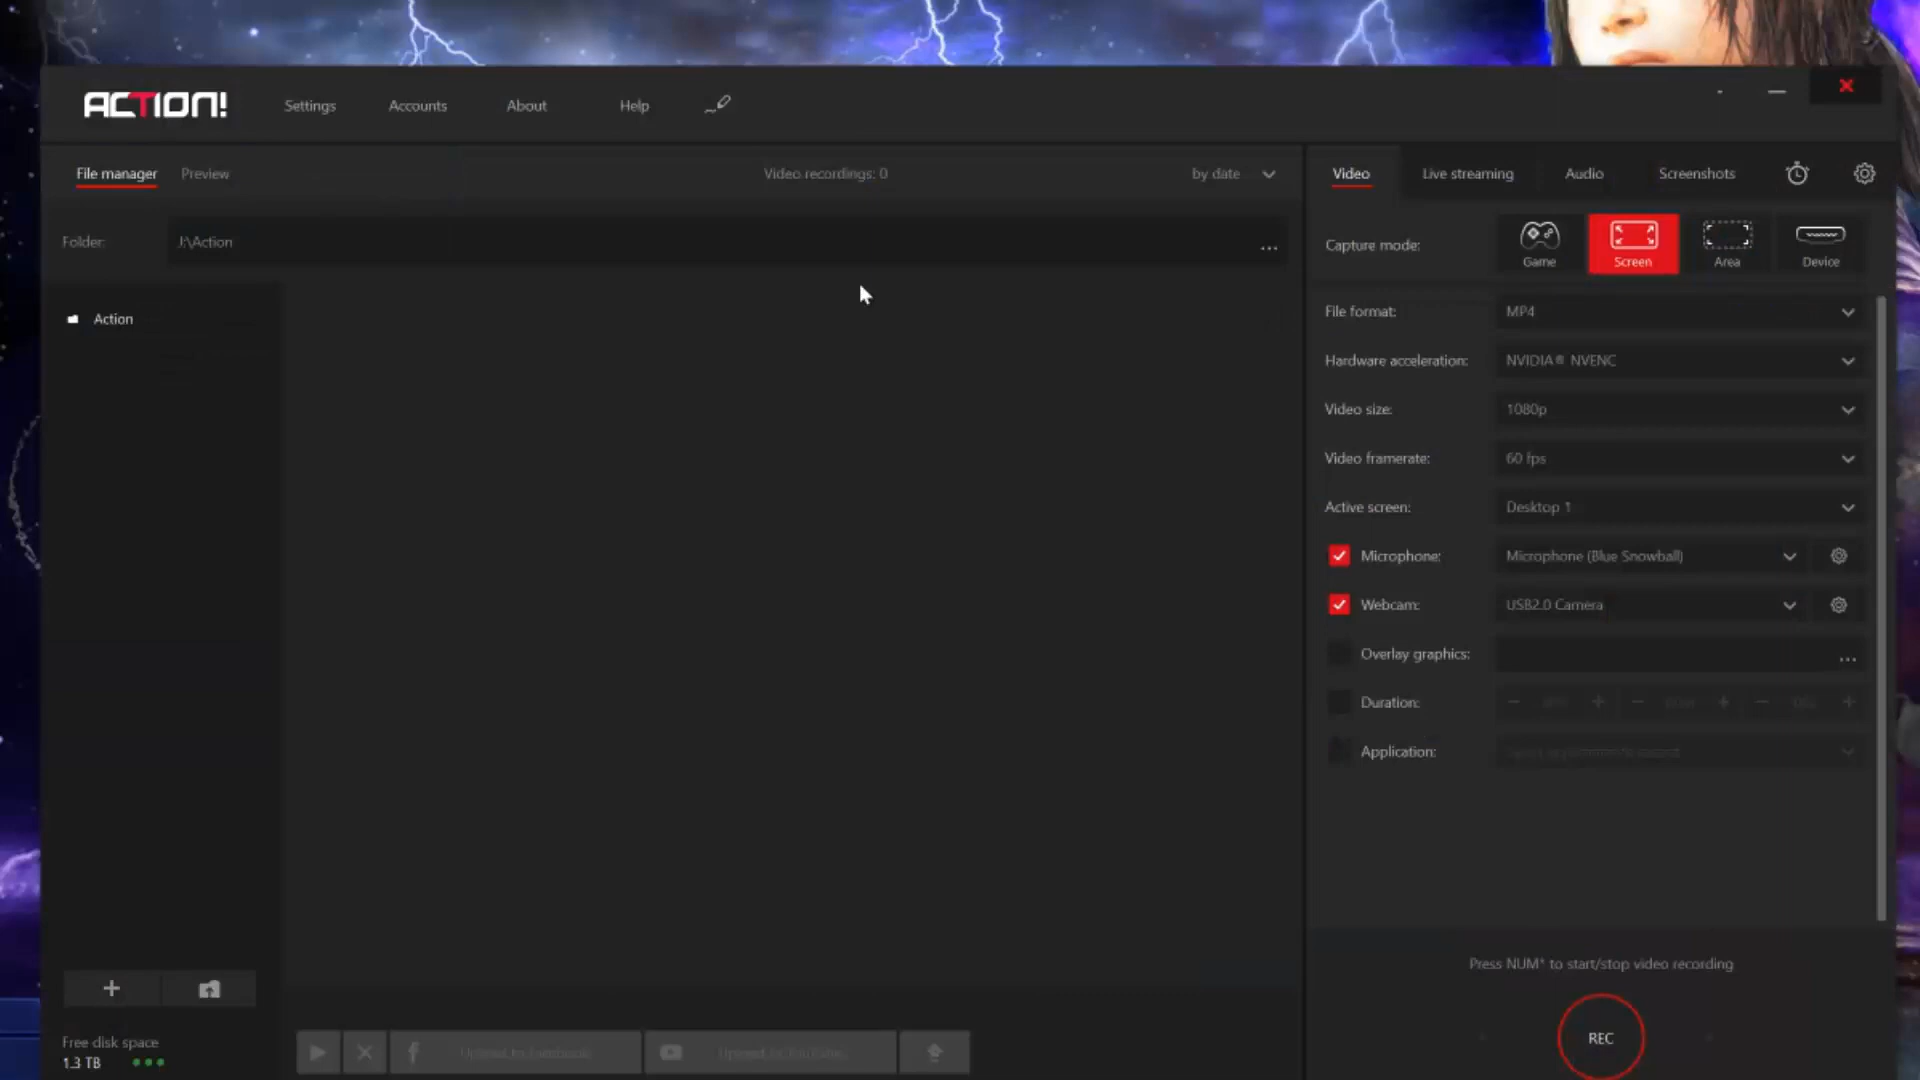 ACTION!
Settings
Accounts
About
Help
File manager
Preview
Video recordings: 0
by date
Folder:
J:\Action
...
Action
Free disk space
1.3 TB
Video
Live streaming
Audio
Screenshots
Capture mode:
Game
Screen
Area
Device
File format:
MP4
Hardware acceleration:
NVIDIA® NVENC
Video size:
1080p
Video framerate:
60 fps
Active screen:
Desktop 1
Microphone:
Microphone (Blue Snowball)
Webcam:
USB2.0 Camera
Overlay graphics:
...
Duration:
Application:
Press NUM* to start/stop video recording
REC